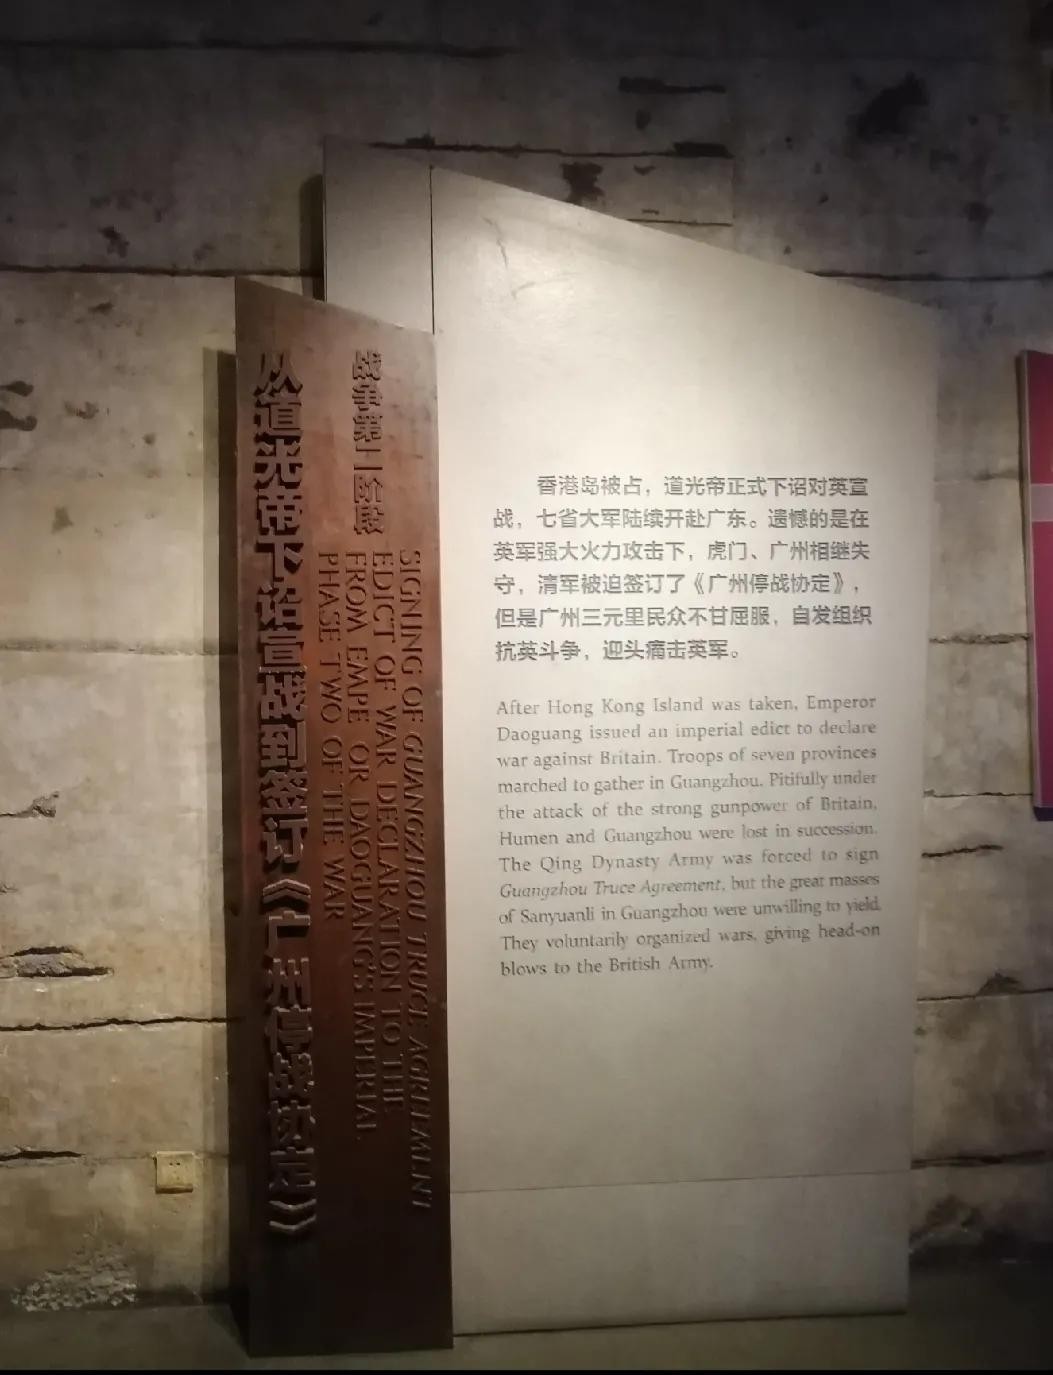 战争第二阶段
从道光帝下诏宣战到签订《广州停战协定》
PHASE TWO OF THE WAR
FROM EMPE OR DAOGUANG'S IMPERIAL
EDICT OF WAR DECLARATION TO THE
SIGNING OF GUANGZHOU TRUCE AGREEMENT
香港岛被占，道光帝正式下诏对英宣
战，七省大军陆续开赴广东。遗憾的是在
英军强大火力攻击下，虎门、广州相继失
守，清军被迫签订了《广州停战协定》，
但是广州三元里民众不甘屈服，自发组织
抗英斗争，迎头痛击英军。
After Hong Kong Island was taken, Emperor
Daoguang issued an imperial edict to declare
war against Britain. Troops of seven provinces
marched to gather in Guangzhou. Pitifully under
the attack of the strong gunpower of Britain,
Humen and Guangzhou were lost in succession.
The Qing Dynasty Army was forced to sign
Guangzhou Truce Agreement, but the great masses
of Sanyuanli in Guangzhou were unwilling to yield.
They voluntarily organized wars, giving head-on
blows to the British Army.